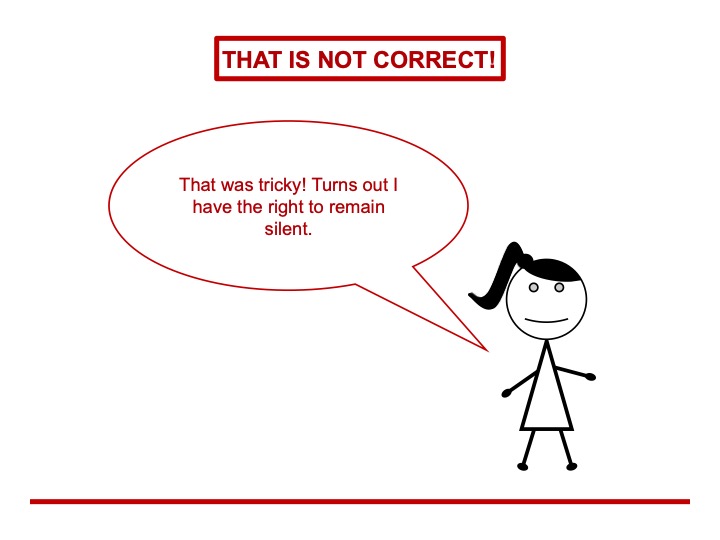 THAT IS NOT CORRECT!
That was tricky! Turns out I
have the right to remain
silent.